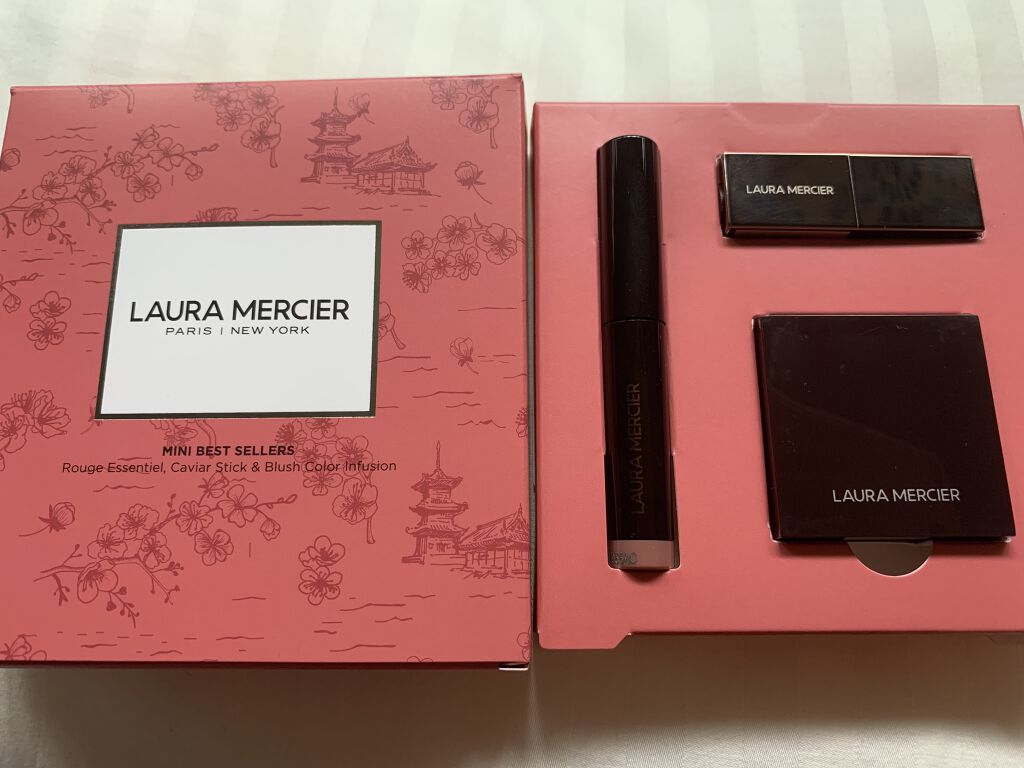 LAURA MERCIER
PARIS | NEW YORK
MINI BEST SELLERS
Rouge Essentiel, Caviar Stick & Blush Color Infusion
LAURA MERCIER
LAURA MERCIER
LAURA MERCIER